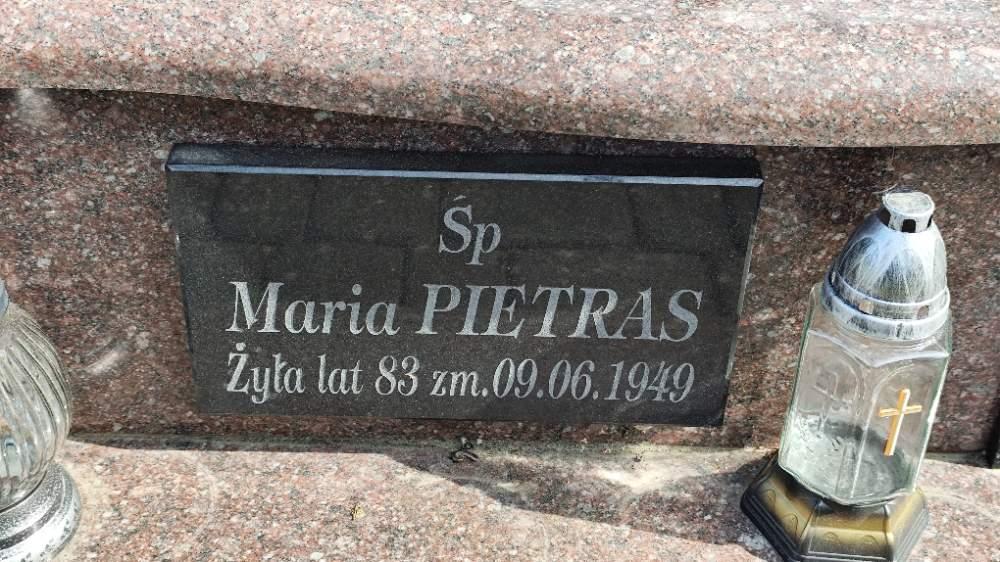 Śp
Maria PIETRAS
Żyła lat 83 zm.09.06.1949